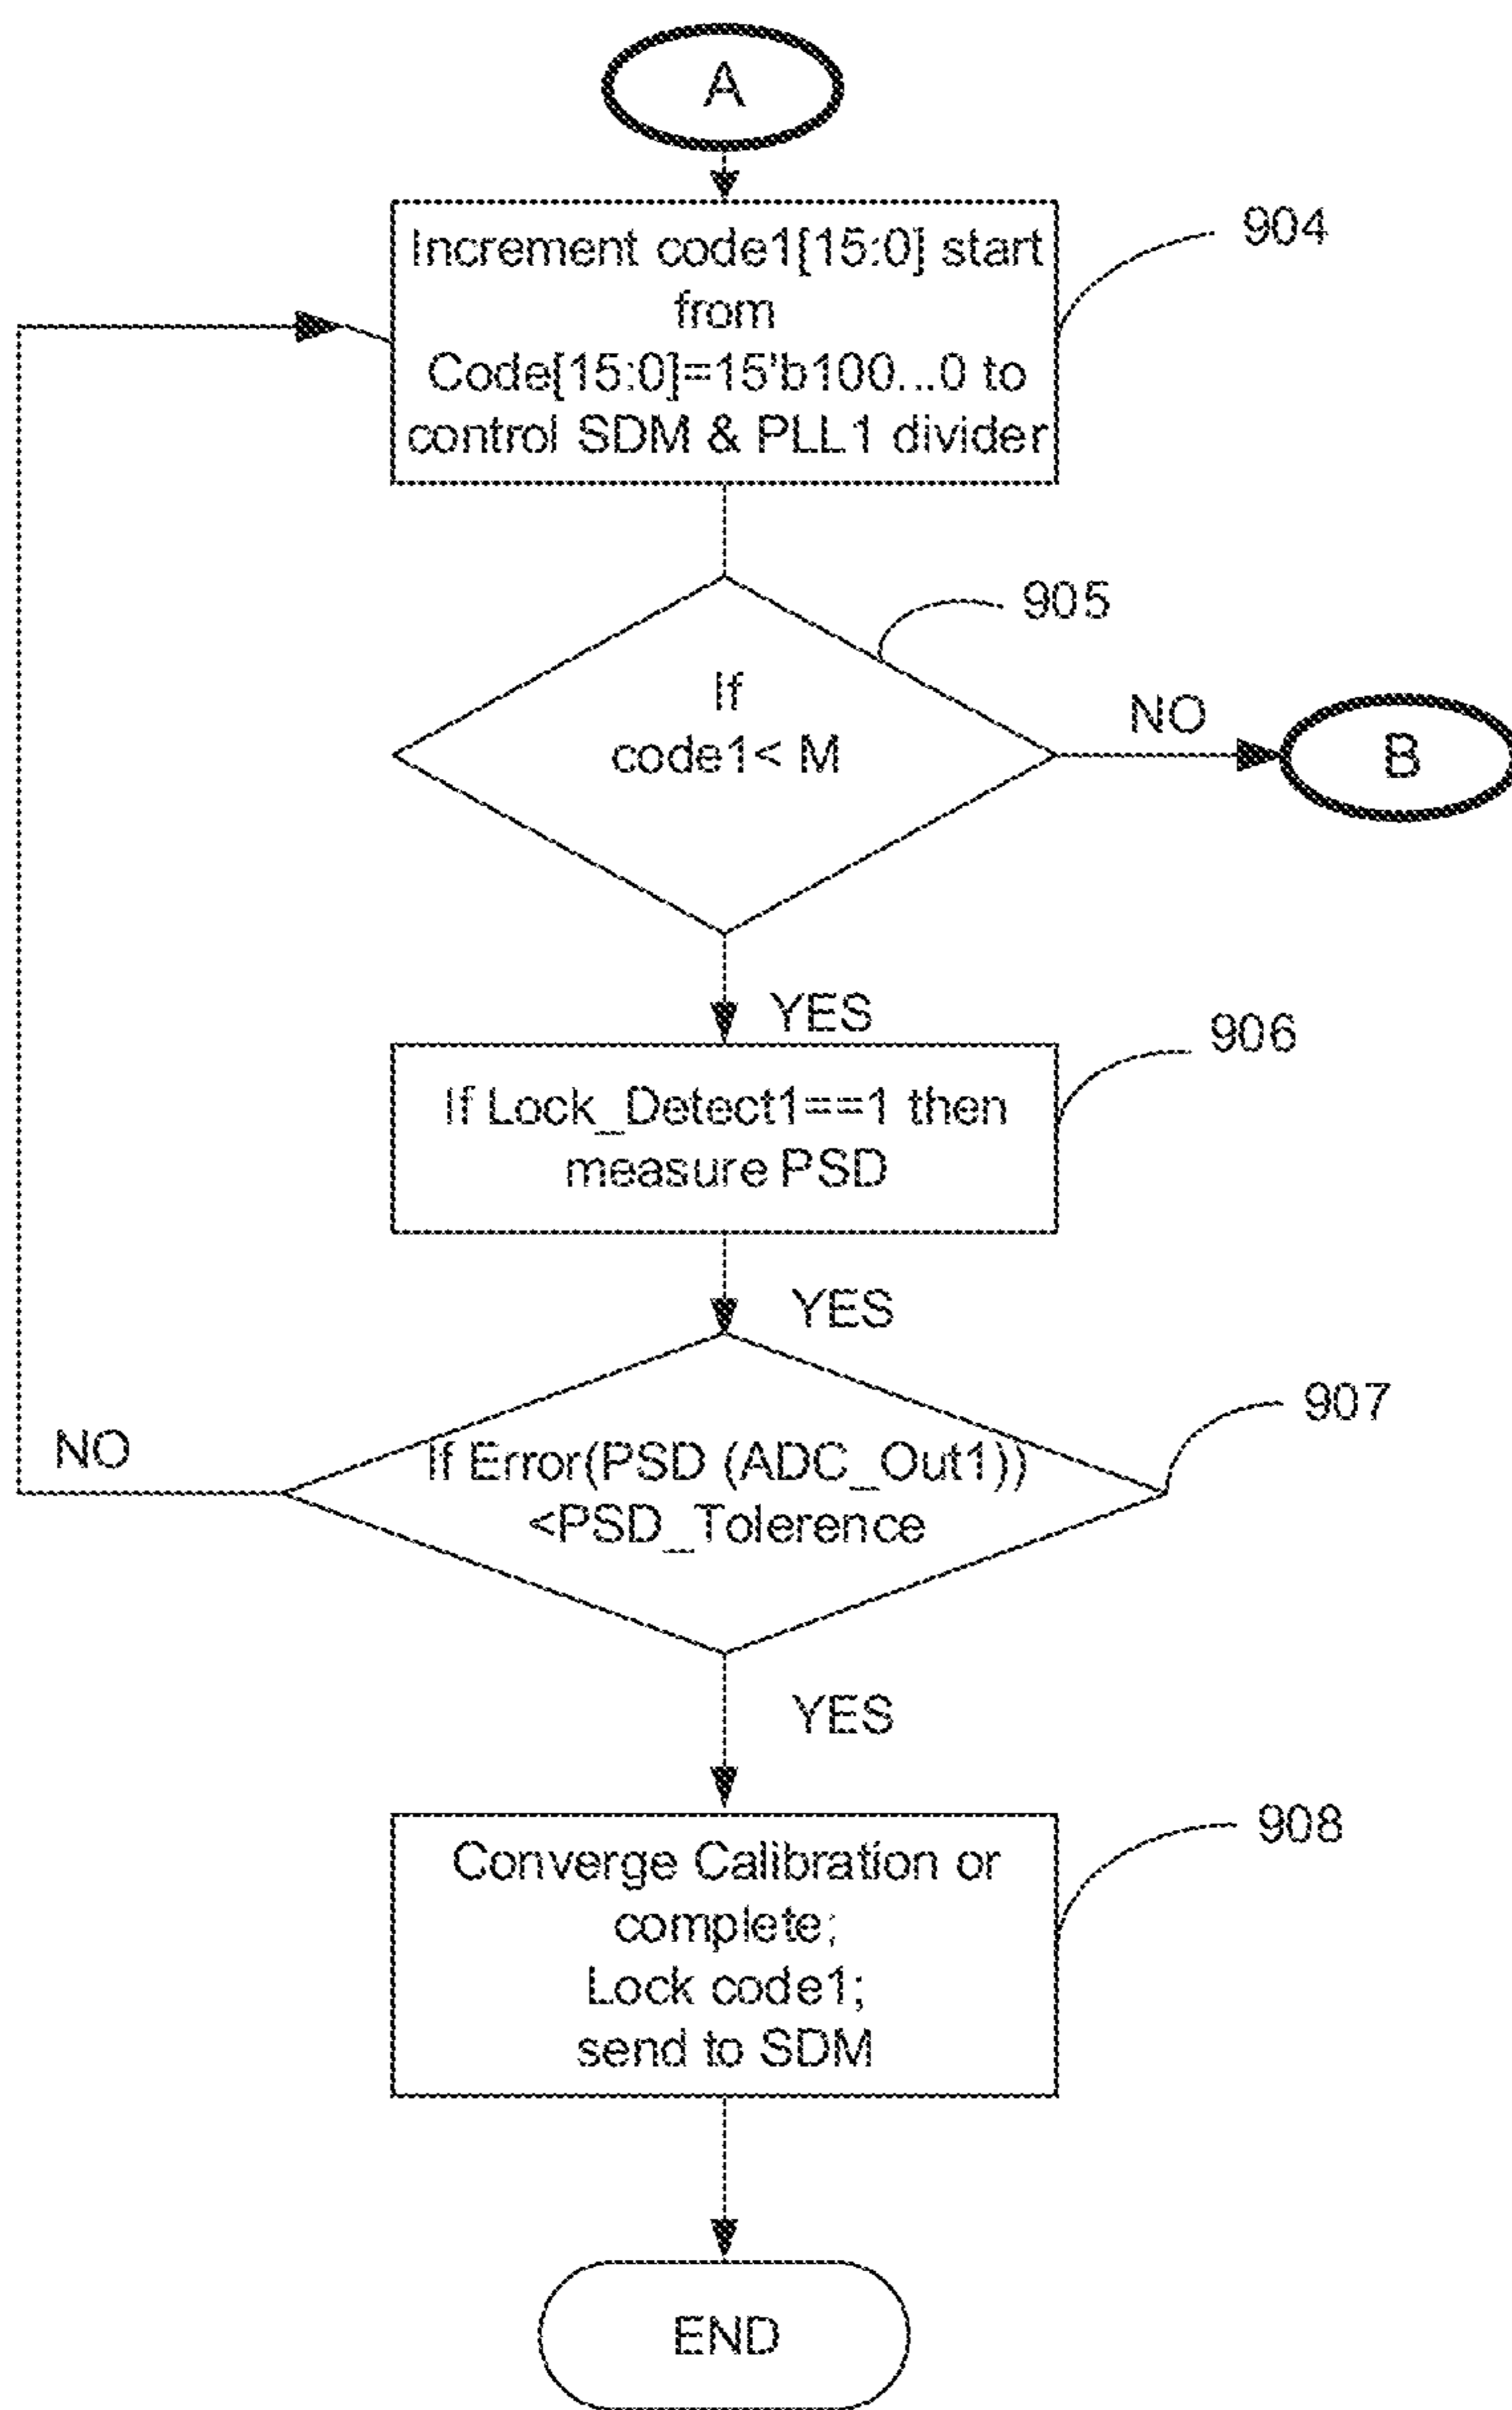 A
Increment code1[15:0] start
from
Code[15:0]=15'b100...0 to
control SDM & PLL1 divider
904
If
code1< M
905
NO
B
YES
If Lock_Detect1==1 then
measure PSD
906
YES
If Error(PSD (ADC_Out1))
<PSD_Tolerence
907
NO
YES
Converge Calibration or
complete;
Lock code1;
send to SDM
908
END